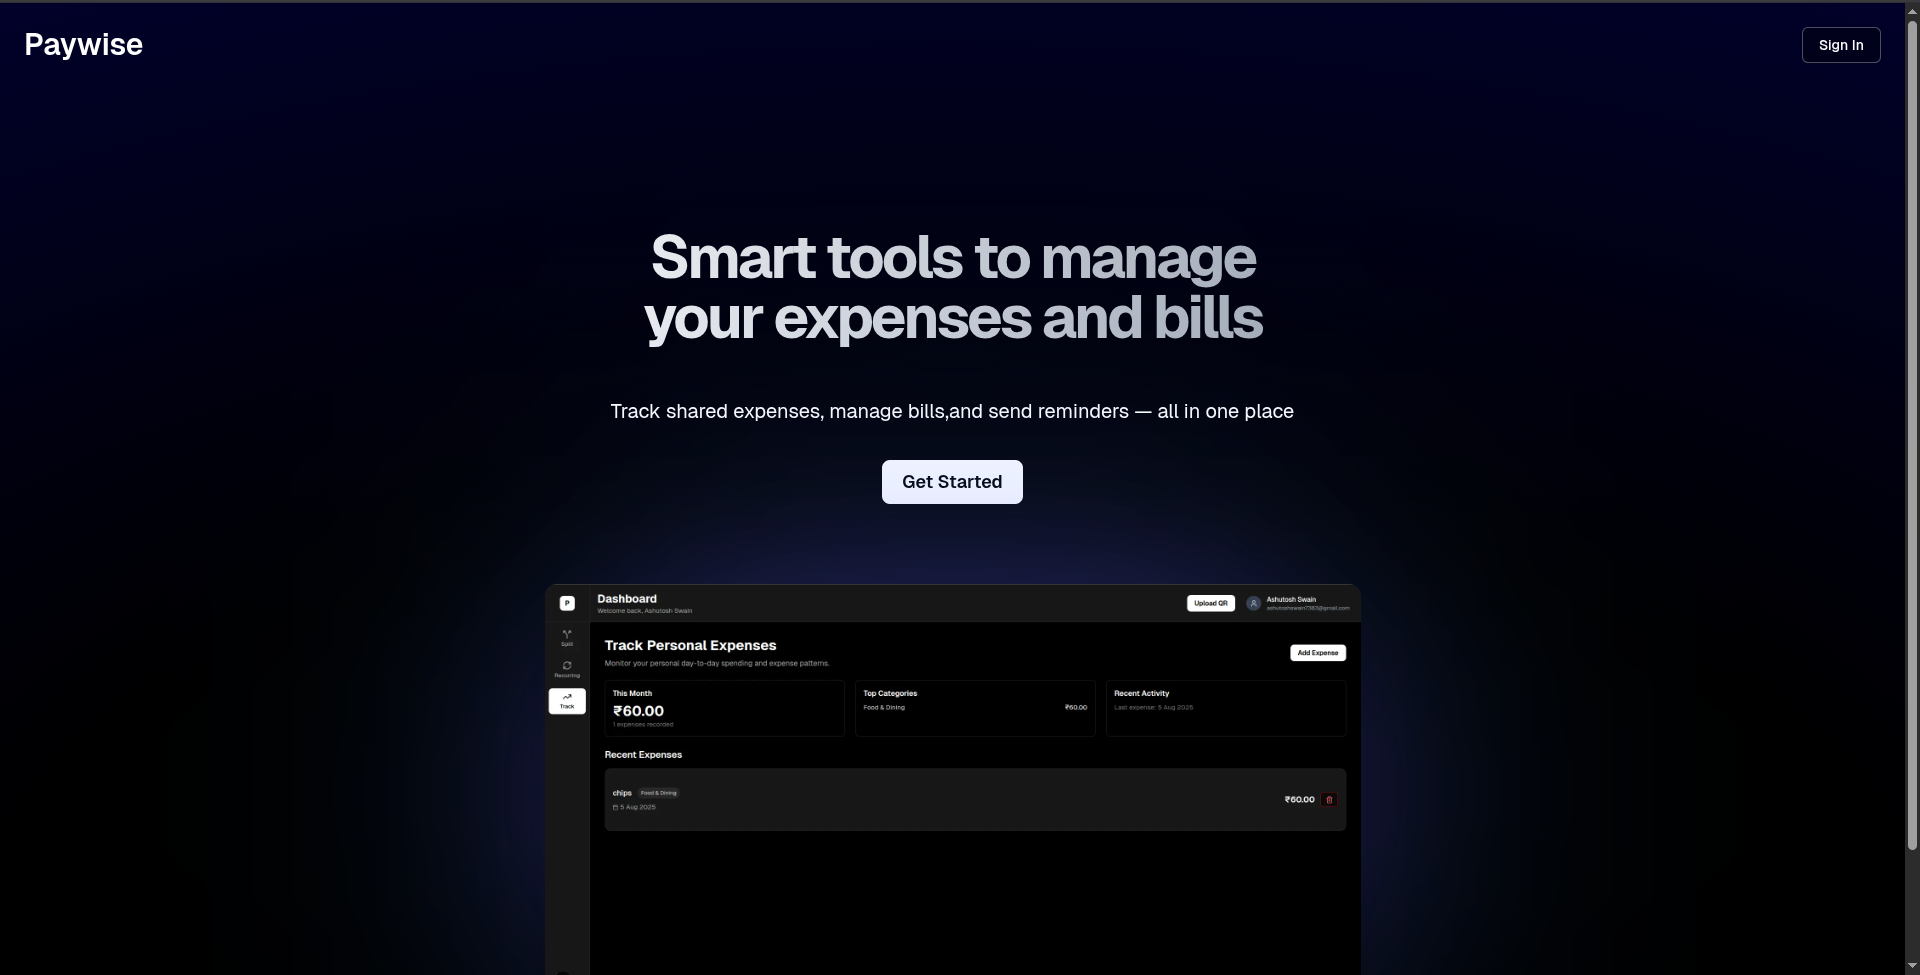 Paywise
Sign In
Smart tools to manage
your expenses and bills
Track shared expenses, manage bills,and send reminders — all in one place
Get Started
P
Dashboard
Welcome back, Ashutosh Swain
Upload QR
Ashutosh Swain
ashutoshswain7383@gmail.com
Split
Recurring
Track
Track Personal Expenses
Monitor your personal day-to-day spending and expense patterns.
Add Expense
This Month
₹60.00
1 expenses recorded
Top Categories
Food & Dining ₹60.00
Recent Activity
Last expense: 5 Aug 2025
Recent Expenses
chips Food & Dining
5 Aug 2025
₹60.00